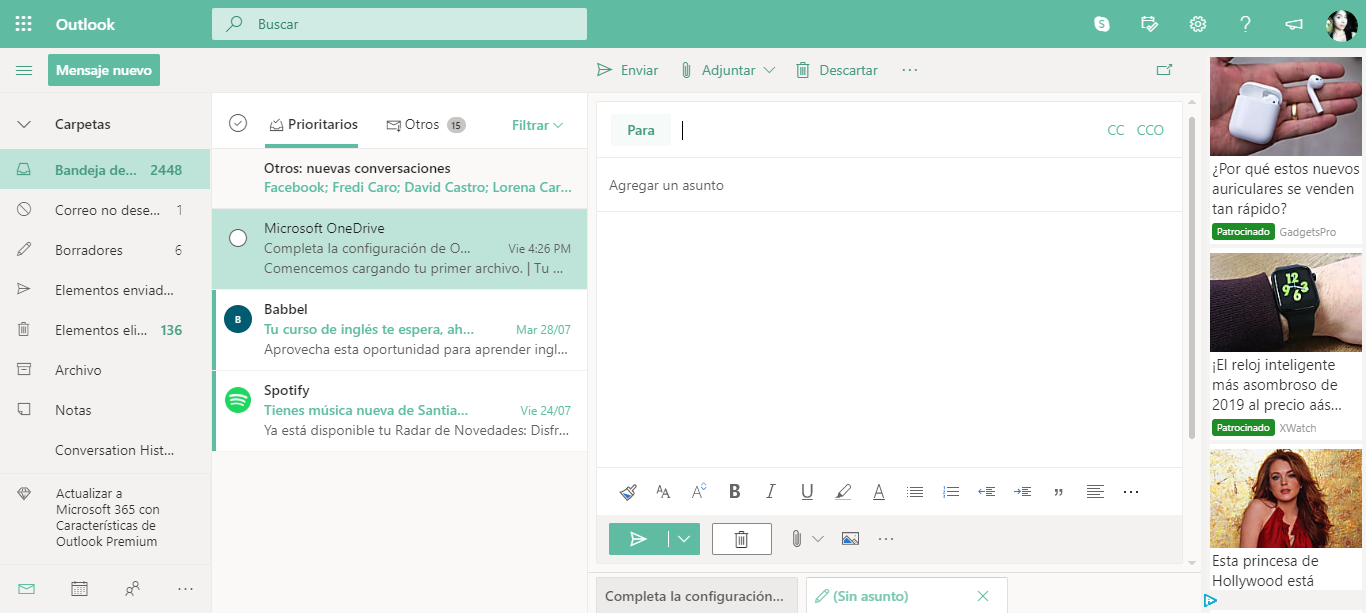 Outlook
Buscar
Mensaje nuevo
Enviar
Adjuntar
Descartar
Carpetas
Bandeja de... 2448
Correo no dese... 1
Borradores 6
Elementos enviad...
Elementos eli... 136
Archivo
Notas
Conversation Hist...
Actualizar a
Microsoft 365 con
Características de
Outlook Premium
Prioritarios
Otros 15
Filtrar
Otros: nuevas conversaciones
Facebook; Fredi Caro; David Castro; Lorena Car...
Microsoft OneDrive
Completa la configuración de O... Vie 4:26 PM
Comencemos cargando tu primer archivo. | Tu ...
B
Babbel
Tu curso de inglés te espera, ah... Mar 28/07
Aprovecha esta oportunidad para aprender ingl...
Spotify
Tienes música nueva de Santia... Vie 24/07
Ya está disponible tu Radar de Novedades: Disfr...
Para
CC CCO
Agregar un asunto
Completa la configuración...
(Sin asunto)
¿Por qué estos nuevos
auriculares se venden
tan rápido?
Patrocinado GadgetsPro
¡El reloj inteligente
más asombroso de
2019 al precio aás...
Patrocinado XWatch
Esta princesa de
Hollywood está